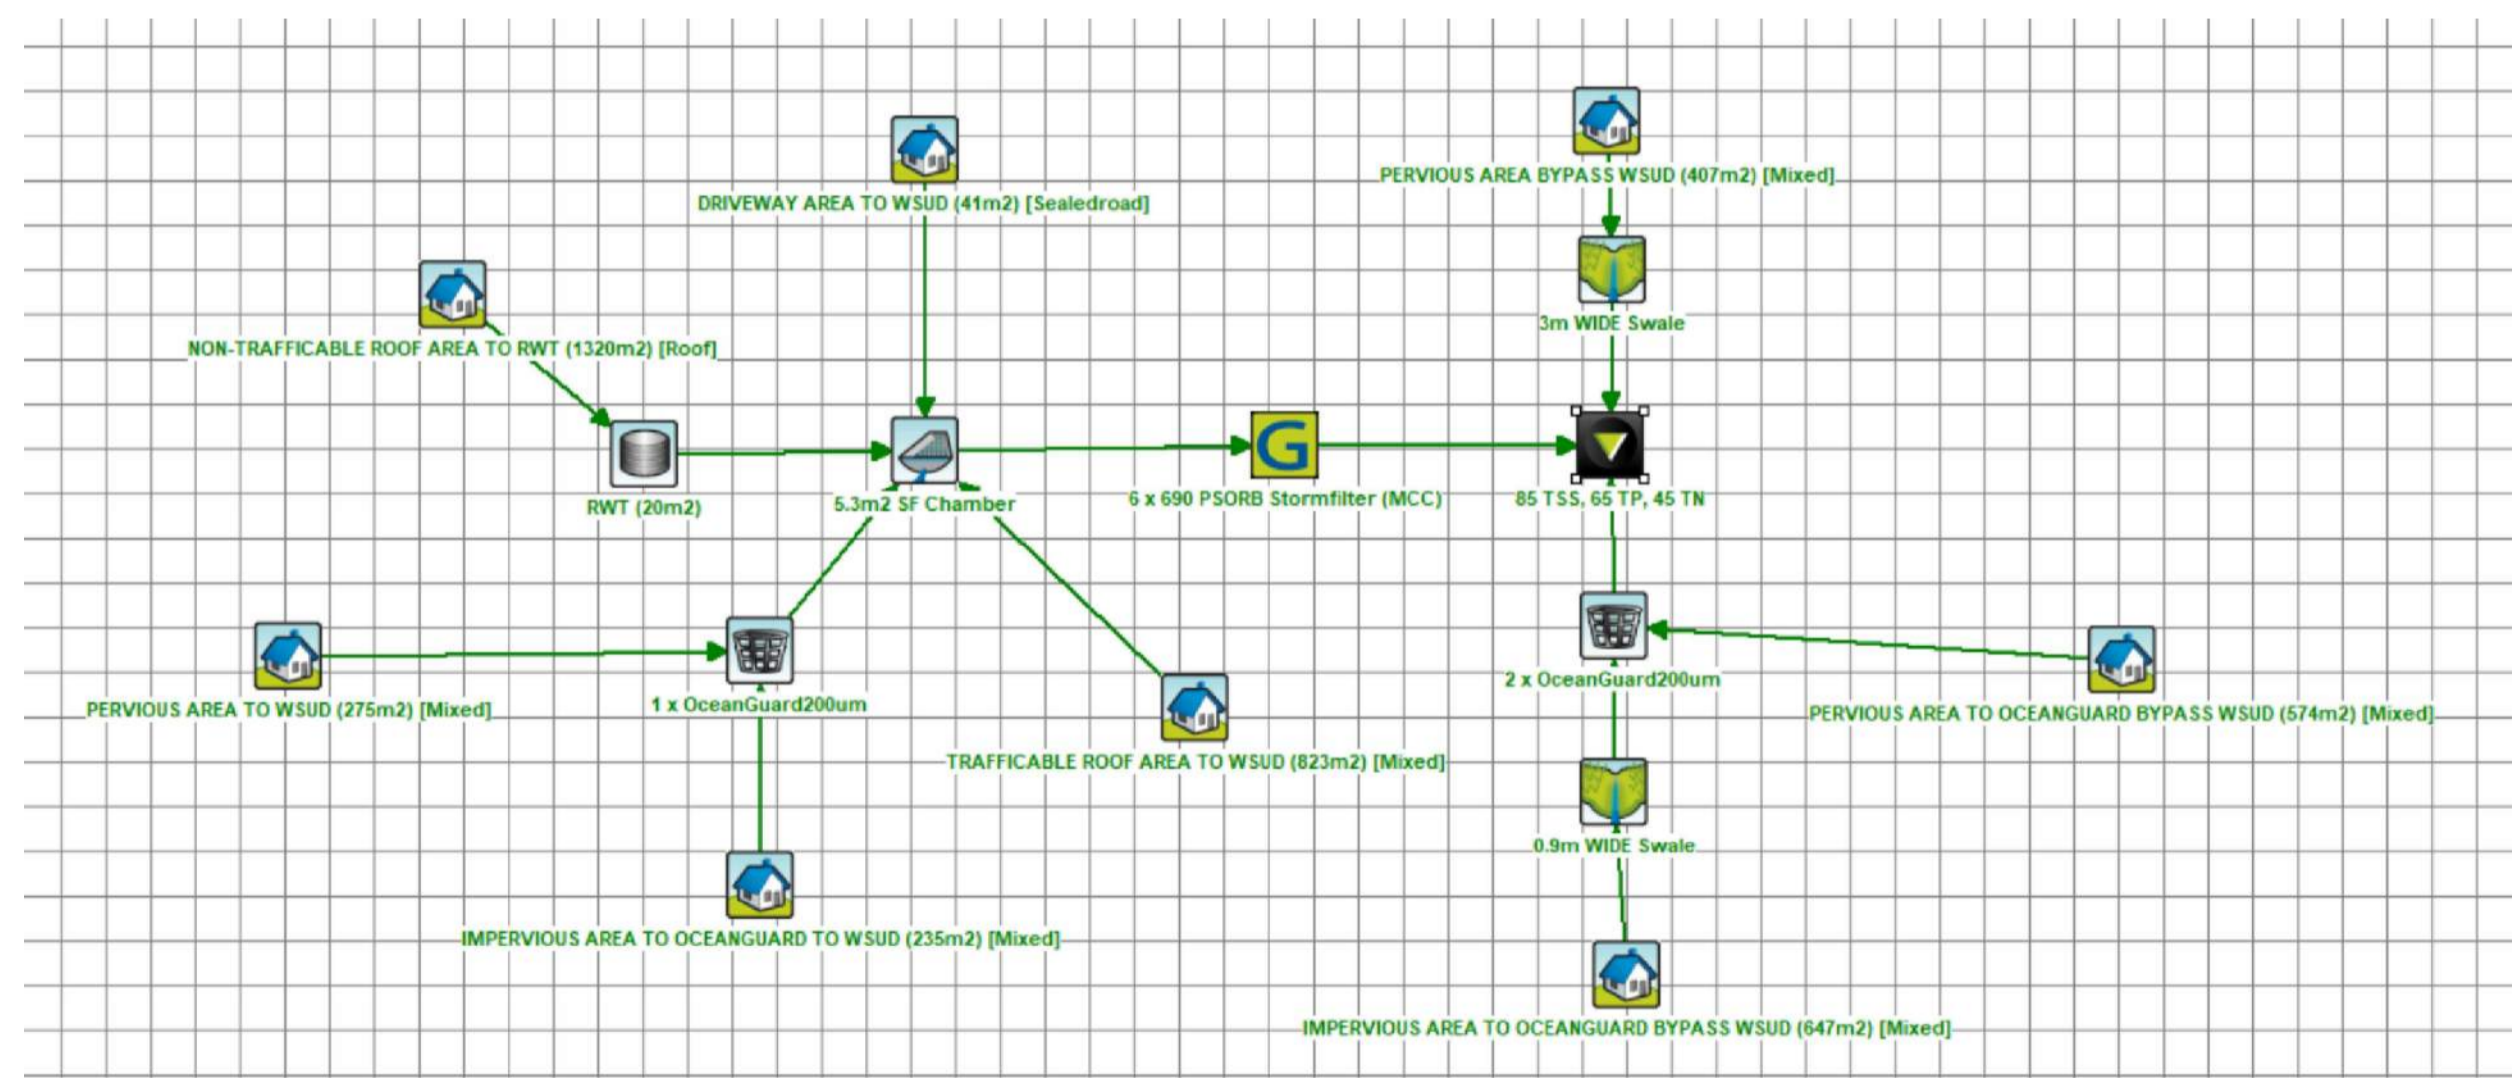 PERVIOUS AREA BYPASS WSUD (407m2) [Mixed]
DRIVEWAY AREA TO WSUD (41m2) [Sealedroad]
3m WIDE Swale
NON-TRAFFICABLE ROOF AREA TO RWT (1320m2) [Roof]
RWT (20m2)
5.3m2 SF Chamber
G
6 x 690 PSORB Stormfilter (MCC)
85 TSS, 65 TP, 45 TN
PERVIOUS AREA TO WSUD (275m2) [Mixed]
1 x OceanGuard200um
2 x OceanGuard200um
PERVIOUS AREA TO OCEANGUARD BYPASS WSUD (574m2) [Mixed]
TRAFFICABLE ROOF AREA TO WSUD (823m2) [Mixed]
0.9m WIDE Swale
IMPERVIOUS AREA TO OCEANGUARD TO WSUD (235m2) [Mixed]
IMPERVIOUS AREA TO OCEANGUARD BYPASS WSUD (647m2) [Mixed]